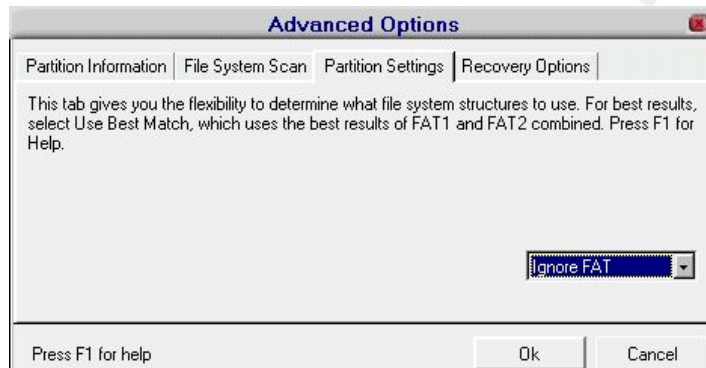 Advanced Options
Partition Information File System Scan Partition Settings Recovery Options
This tab gives you the flexibility to determine what file system structures to use. For best results,
select Use Best Match, which uses the best results of FAT1 and FAT2 combined. Press F1 for
Help.
Ignore FAT
Press F1 for help Ok Cancel